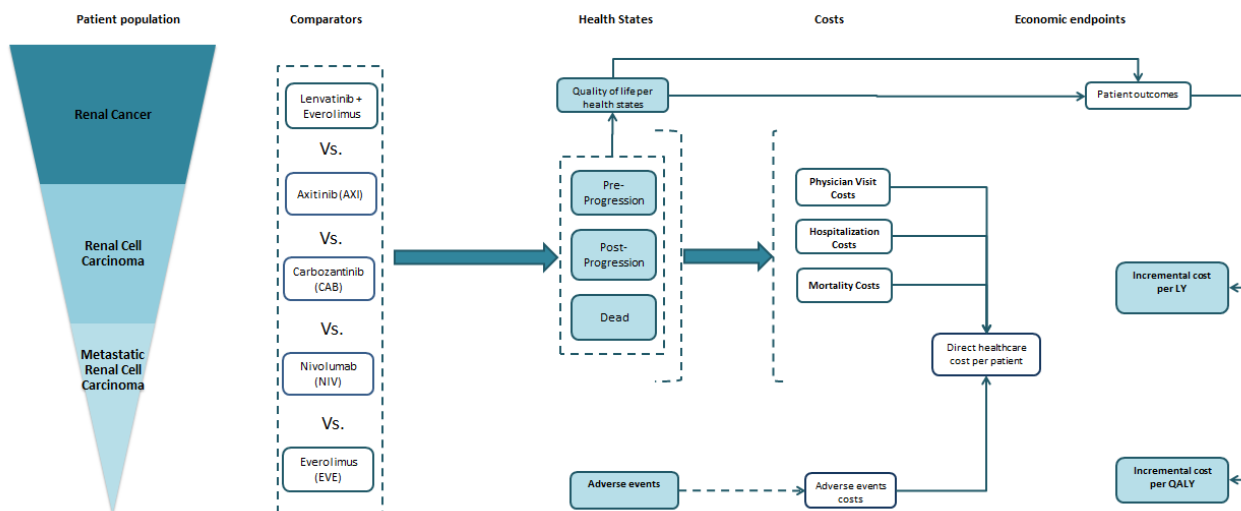 Patient population
Comparators
Health States
Costs
Economic endpoints
Renal Cancer
Renal Cell
Carcinoma
Metastatic
Renal Cell
Carcinoma
Lenvatinib +
Everolimus
Vs.
Axitinib (AXI)
Vs.
Carbozantinib
(CAB)
Vs.
Nivolumab
(NIV)
Vs.
Everolimus
(EVE)
Quality of life per
health states
Pre-
Progression
Post-
Progression
Dead
Adverse events
Physician Visit
Costs
Hospitalization
Costs
Mortality Costs
Adverse events
costs
Direct healthcare
cost per patient
Patient outcomes
Incremental cost
per LY
Incremental cost
per QALY